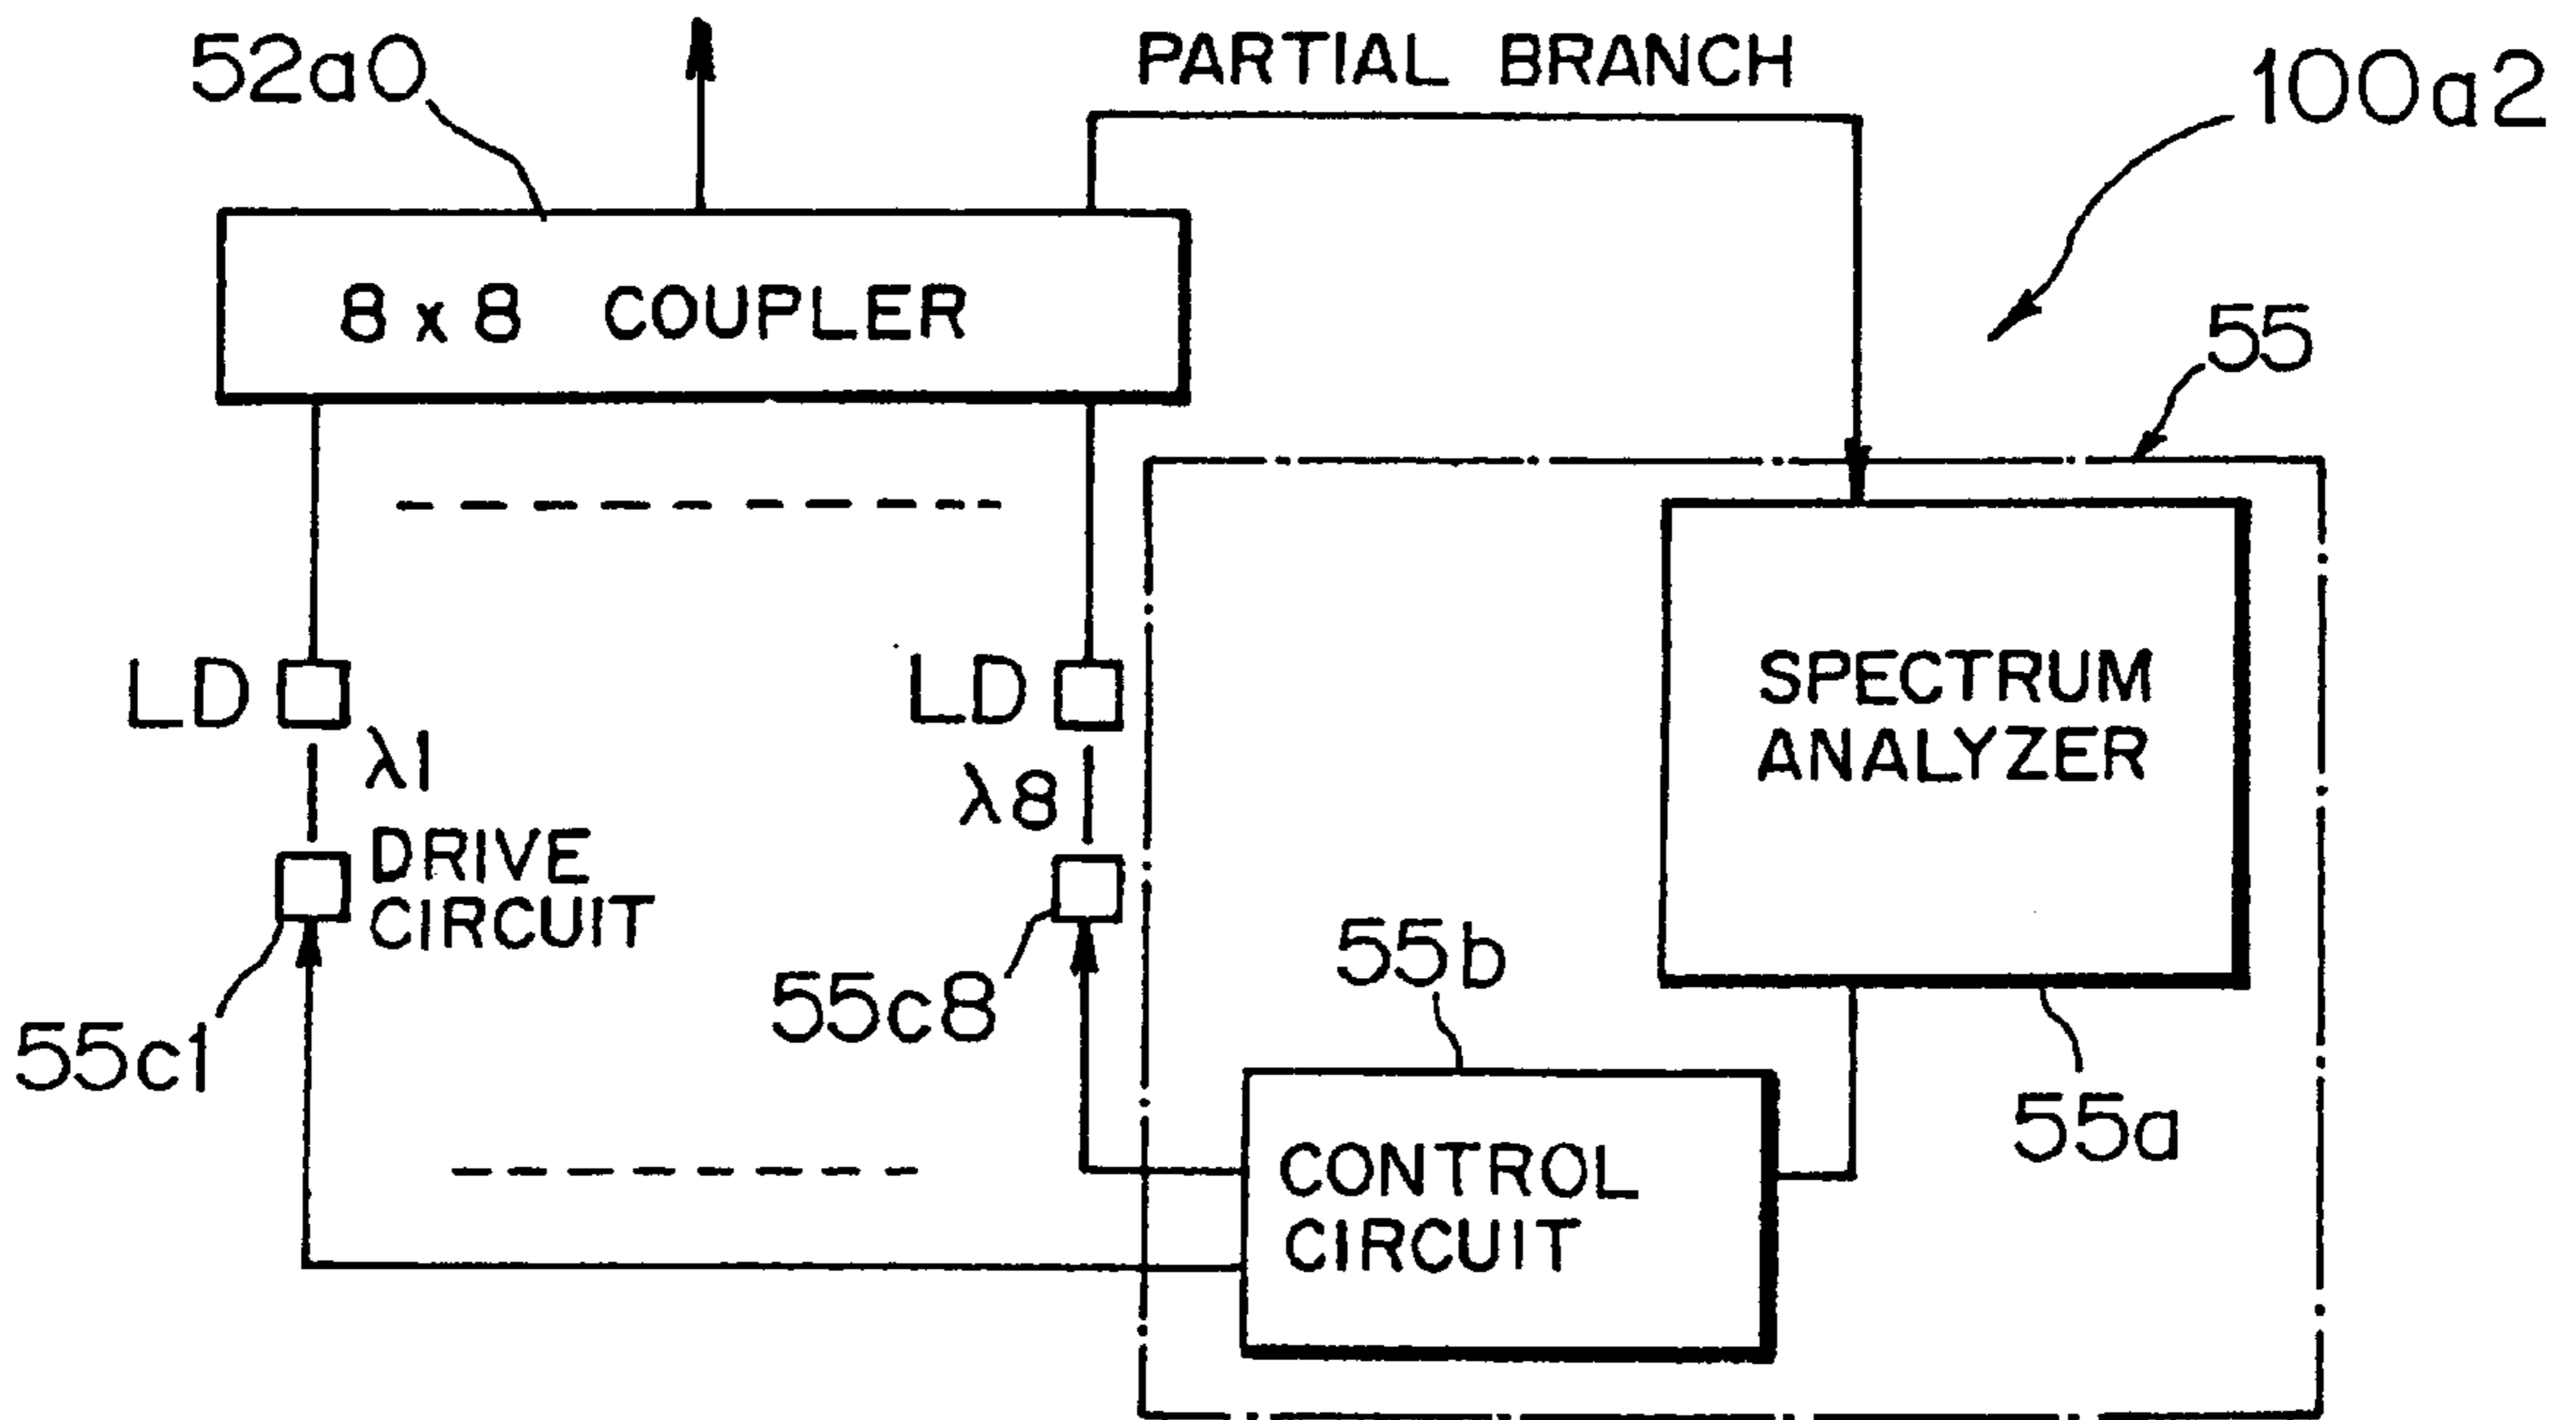 52a0
PARTIAL BRANCH
100a2
8 x 8 COUPLER
55
LD
LD
SPECTRUM
ANALYZER
λ1
λ8
DRIVE
CIRCUIT
55b
55c8
55c1
55a
CONTROL
CIRCUIT